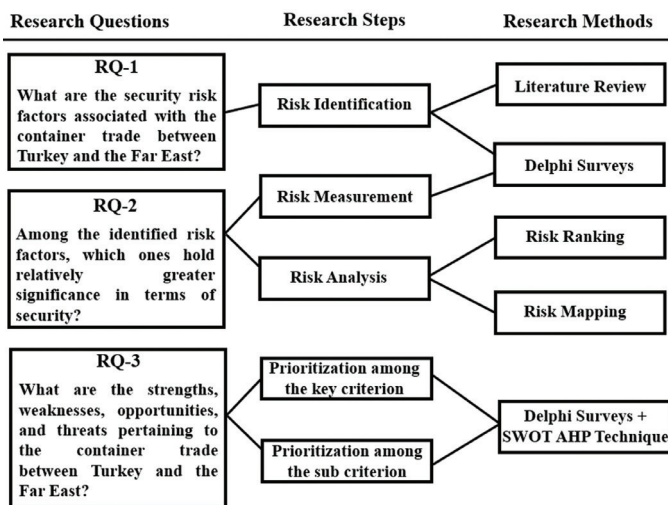 Research Questions
Research Steps
Research Methods
RQ-1
What are the security risk
factors associated with the
container trade between
Turkey and the Far East?
Risk Identification
Literature Review
Delphi Surveys
RQ-2
Among the identified risk
factors, which ones hold
relatively greater
significance in terms of
security?
Risk Measurement
Risk Analysis
Risk Ranking
Risk Mapping
RQ-3
What are the strengths,
weaknesses, opportunities,
and threats pertaining to
the container trade
between Turkey and the
Far East?
Prioritization among
the key criterion
Prioritization among
the sub criterion
Delphi Surveys +
SWOT AHP Technique